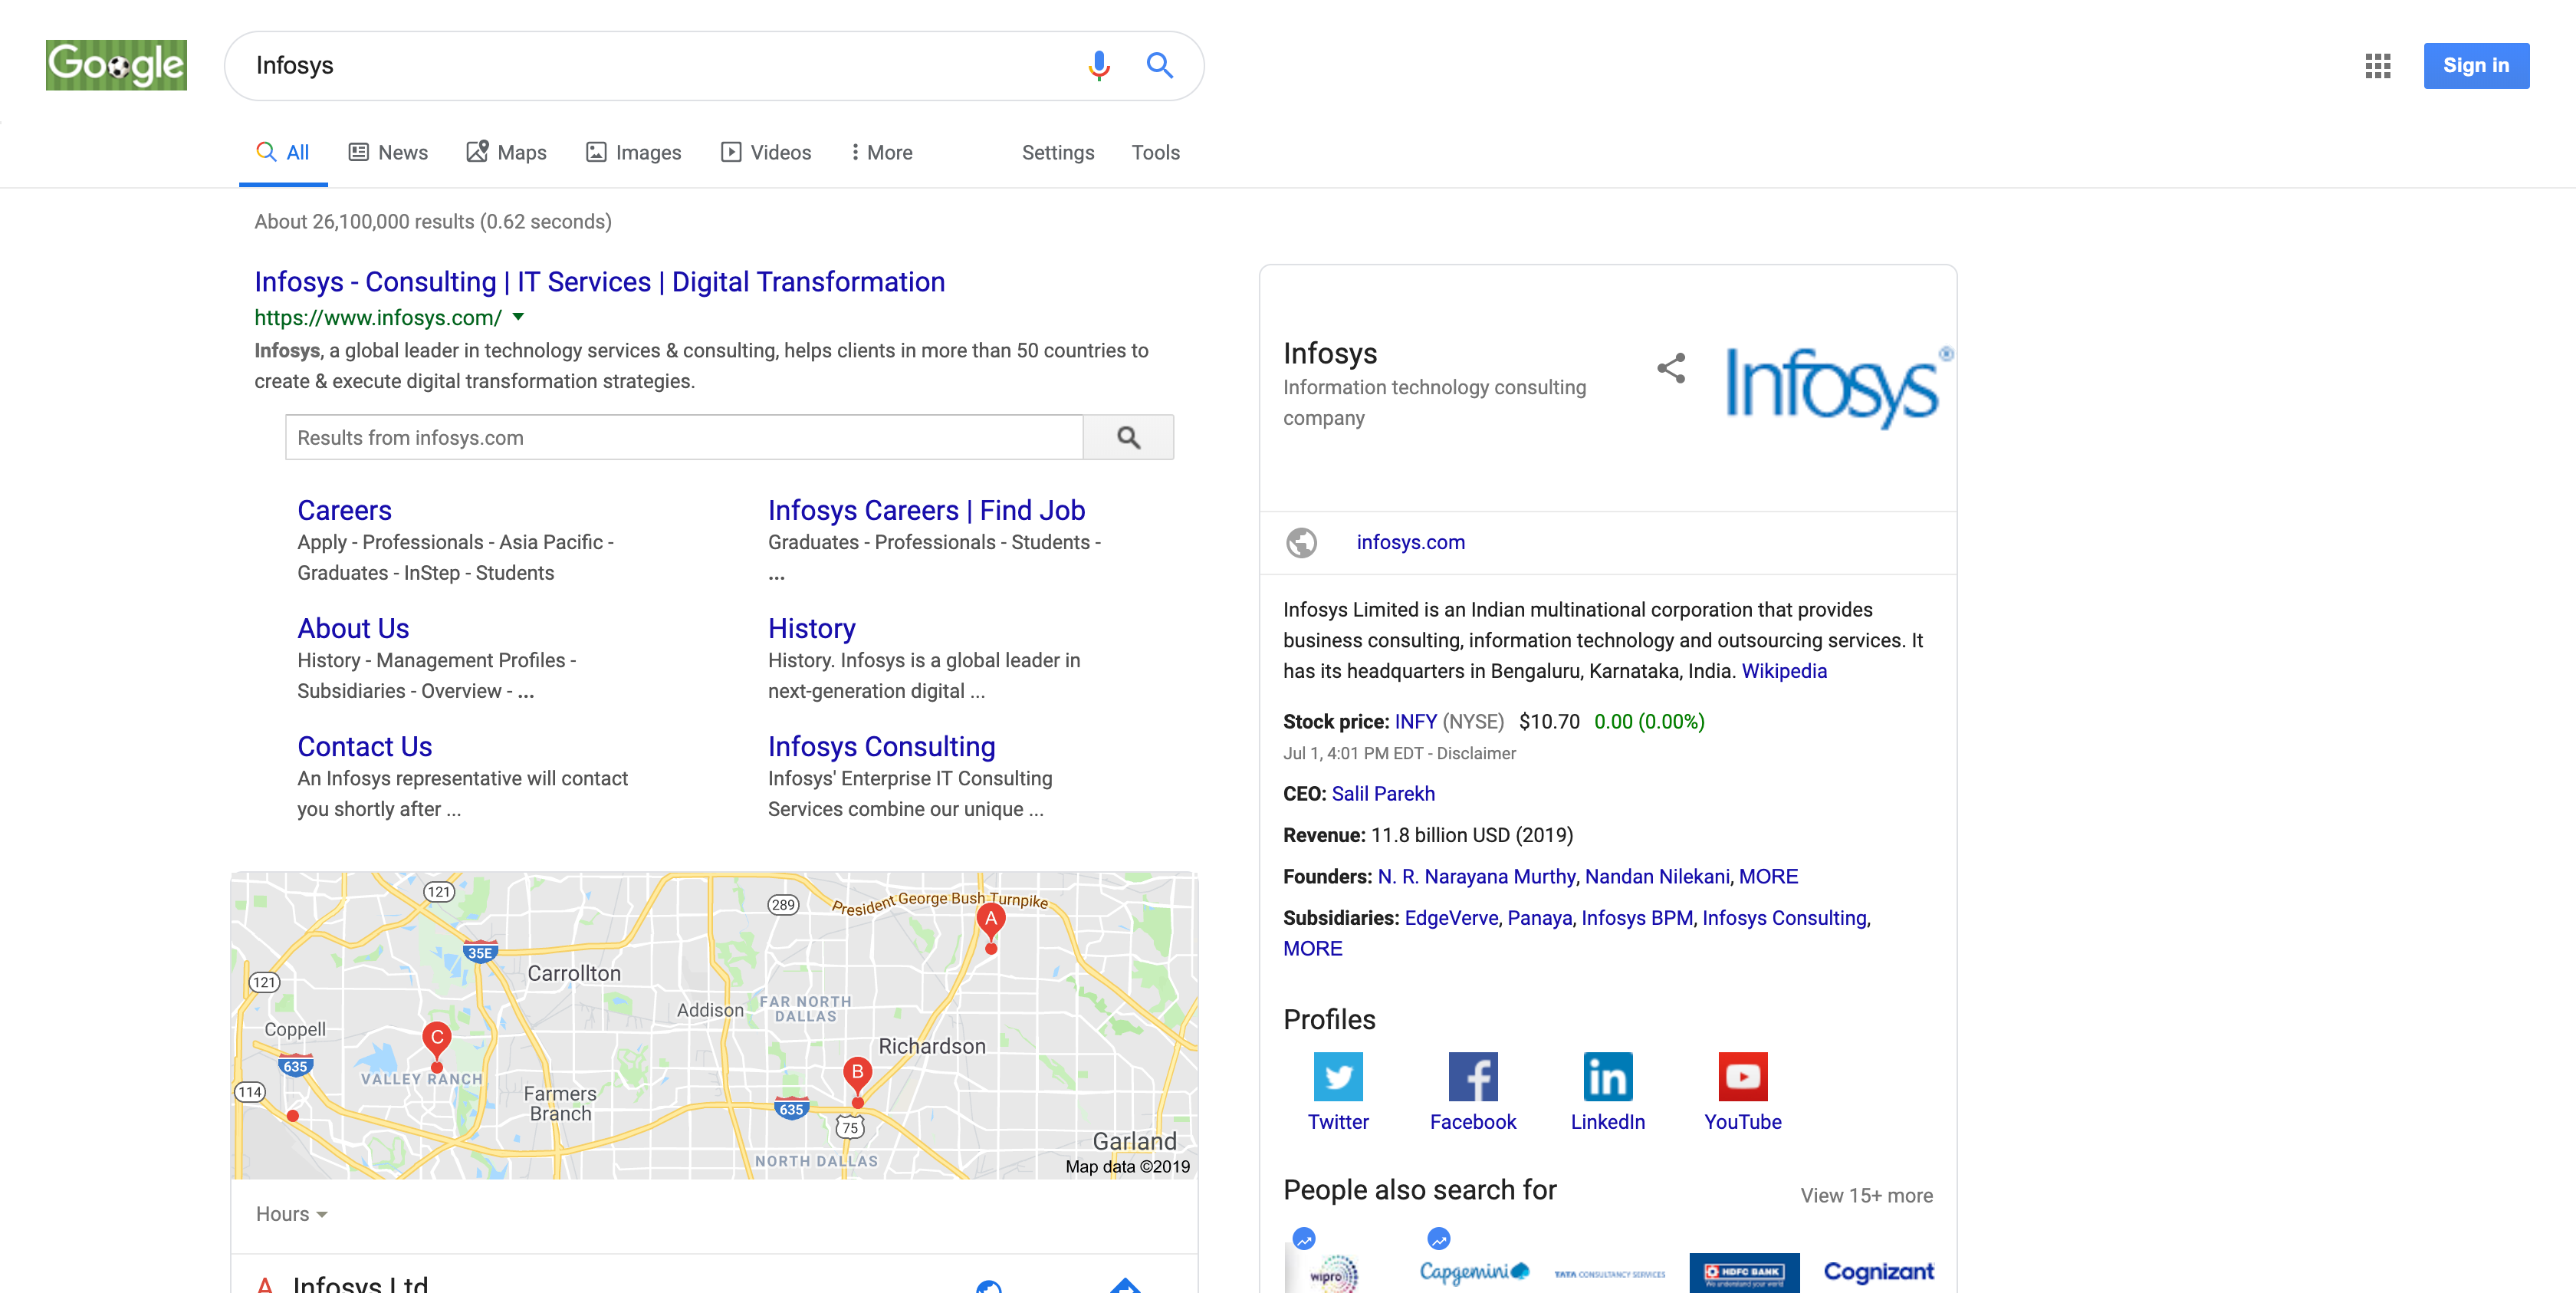 Google
Infosys
Sign in
All
News
Maps
Images
Videos
More
Settings
Tools
About 26,100,000 results (0.62 seconds)
Infosys - Consulting | IT Services | Digital Transformation
https://www.infosys.com/
Infosys, a global leader in technology services & consulting, helps clients in more than 50 countries to
create & execute digital transformation strategies.
Results from infosys.com
Careers
Apply - Professionals - Asia Pacific -
Graduates - InStep - Students
Infosys Careers | Find Job
Graduates - Professionals - Students -
...
About Us
History - Management Profiles -
Subsidiaries - Overview - ...
History
History. Infosys is a global leader in
next-generation digital ...
Contact Us
An Infosys representative will contact
you shortly after ...
Infosys Consulting
Infosys' Enterprise IT Consulting
Services combine our unique ...
121
289
President George Bush Turnpike
A
35E
Carrollton
121
Addison
FAR NORTH
DALLAS
Coppell
C
Richardson
635
VALLEY RANCH
B
114
Farmers
Branch
635
75
Garland
NORTH DALLAS
Map data ©2019
Hours
A Infosys Ltd
Infosys
Information technology consulting
company
Infosys®
infosys.com
Infosys Limited is an Indian multinational corporation that provides
business consulting, information technology and outsourcing services. It
has its headquarters in Bengaluru, Karnataka, India. Wikipedia
Stock price: INFY (NYSE) $10.70 0.00 (0.00%)
Jul 1, 4:01 PM EDT - Disclaimer
CEO: Salil Parekh
Revenue: 11.8 billion USD (2019)
Founders: N. R. Narayana Murthy, Nandan Nilekani, MORE
Subsidiaries: EdgeVerve, Panaya, Infosys BPM, Infosys Consulting,
MORE
Profiles
Twitter
Facebook
LinkedIn
YouTube
People also search for
View 15+ more
wipro
Capgemini
TATA CONSULTANCY SERVICES
HDFC BANK
We understand your world
Cognizant